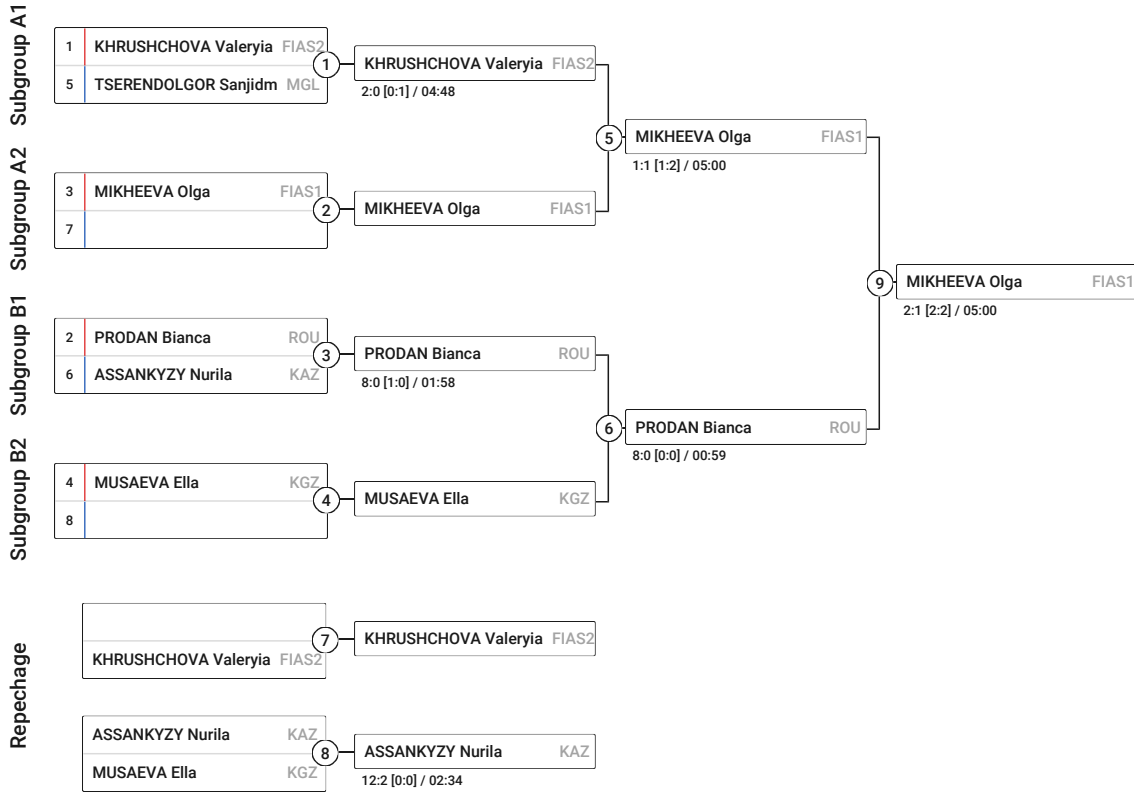 Subgroup A1
1 KHRUSHCHOVA Valeryia FIAS2
5 TSERENDOLGOR Sanjidm MGL
1
KHRUSHCHOVA Valeryia FIAS2
2:0 [0:1] / 04:48
5
MIKHEEVA Olga FIAS1
1:1 [1:2] / 05:00
Subgroup A2
3 MIKHEEVA Olga FIAS1
7
2
MIKHEEVA Olga FIAS1
9
MIKHEEVA Olga FIAS1
2:1 [2:2] / 05:00
Subgroup B1
2 PRODAN Bianca ROU
6 ASSANKYZY Nurila KAZ
3
PRODAN Bianca ROU
8:0 [1:0] / 01:58
6
PRODAN Bianca ROU
8:0 [0:0] / 00:59
Subgroup B2
4 MUSAEVA Ella KGZ
8
4
MUSAEVA Ella KGZ
Repechage
KHRUSHCHOVA Valeryia FIAS2
7
KHRUSHCHOVA Valeryia FIAS2
ASSANKYZY Nurila KAZ
MUSAEVA Ella KGZ
8
ASSANKYZY Nurila KAZ
12:2 [0:0] / 02:34